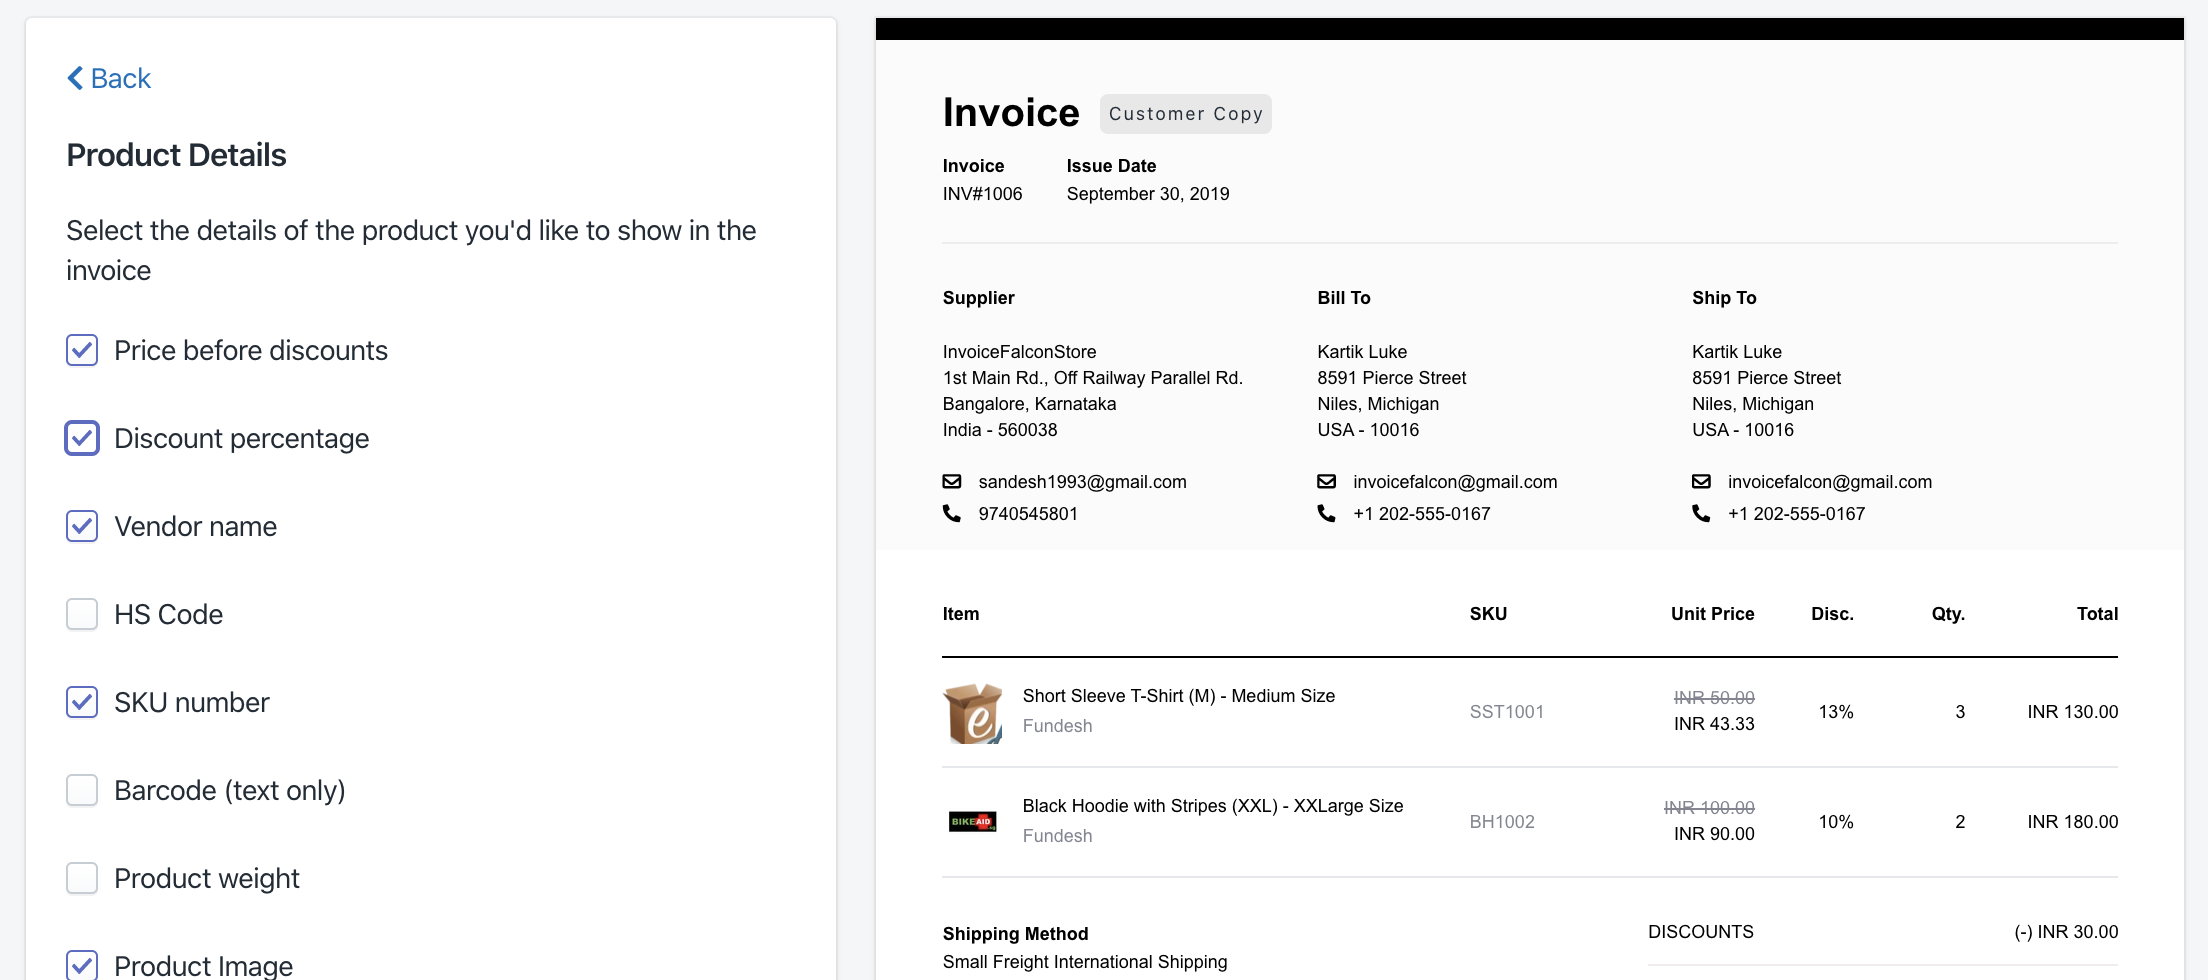 Back
Product Details
Select the details of the product you'd like to show in the
invoice
Price before discounts
Discount percentage
Vendor name
HS Code
SKU number
Barcode (text only)
Product weight
Product Image
Invoice Customer Copy
Invoice Issue Date
INV#1006 September 30, 2019
Supplier
InvoiceFalconStore
1st Main Rd., Off Railway Parallel Rd.
Bangalore, Karnataka
India - 560038
sandesh1993@gmail.com
9740545801
Bill To
Kartik Luke
8591 Pierce Street
Niles, Michigan
USA - 10016
invoicefalcon@gmail.com
+1 202-555-0167
Ship To
Kartik Luke
8591 Pierce Street
Niles, Michigan
USA - 10016
invoicefalcon@gmail.com
+1 202-555-0167
Item SKU Unit Price Disc. Qty. Total
e
Short Sleeve T-Shirt (M) - Medium Size
Fundesh
SST1001
INR 50.00
INR 43.33
13%
3
INR 130.00
BIKEAID
Black Hoodie with Stripes (XXL) - XXLarge Size
Fundesh
BH1002
INR 100.00
INR 90.00
10%
2
INR 180.00
Shipping Method
Small Freight International Shipping
DISCOUNTS (-) INR 30.00